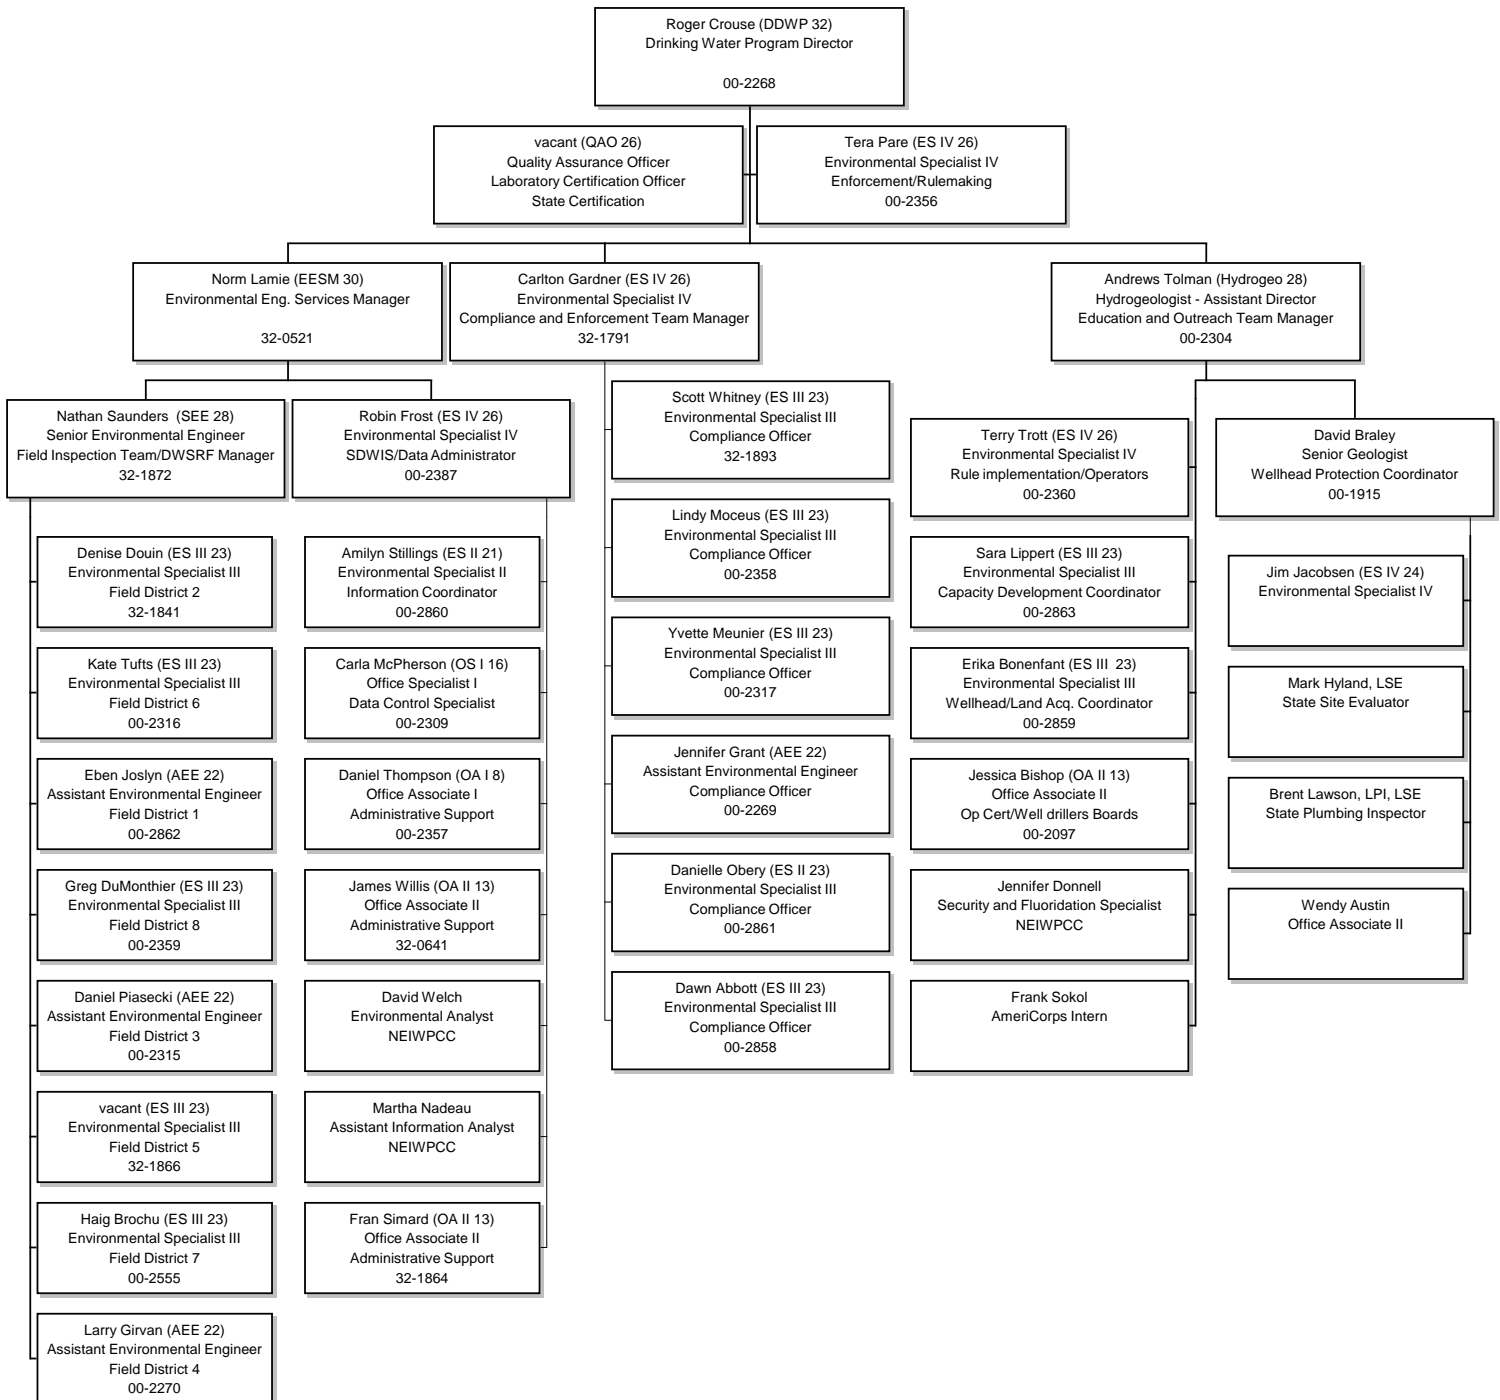 Roger Crouse (DDWP 32)
Drinking Water Program Director
00-2268
vacant (QAO 26)
Quality Assurance Officer
Laboratory Certification Officer
State Certification
Tera Pare (ES IV 26)
Environmental Specialist IV
Enforcement/Rulemaking
00-2356
Norm Lamie (EESM 30)
Environmental Eng. Services Manager
32-0521
Carlton Gardner (ES IV 26)
Environmental Specialist IV
Compliance and Enforcement Team Manager
32-1791
Andrews Tolman (Hydrogeo 28)
Hydrogeologist - Assistant Director
Education and Outreach Team Manager
00-2304
Nathan Saunders (SEE 28)
Senior Environmental Engineer
Field Inspection Team/DWSRF Manager
32-1872
Robin Frost (ES IV 26)
Environmental Specialist IV
SDWIS/Data Administrator
00-2387
Denise Douin (ES III 23)
Environmental Specialist III
Field District 2
32-1841
Kate Tufts (ES III 23)
Environmental Specialist III
Field District 6
00-2316
Eben Joslyn (AEE 22)
Assistant Environmental Engineer
Field District 1
00-2862
Greg DuMonthier (ES III 23)
Environmental Specialist III
Field District 8
00-2359
Daniel Piasecki (AEE 22)
Assistant Environmental Engineer
Field District 3
00-2315
vacant (ES III 23)
Environmental Specialist III
Field District 5
32-1866
Haig Brochu (ES III 23)
Environmental Specialist III
Field District 7
00-2555
Larry Girvan (AEE 22)
Assistant Environmental Engineer
Field District 4
00-2270
Amilyn Stillings (ES II 21)
Environmental Specialist II
Information Coordinator
00-2860
Carla McPherson (OS I 16)
Office Specialist I
Data Control Specialist
00-2309
Daniel Thompson (OA I 8)
Office Associate I
Administrative Support
00-2357
James Willis (OA II 13)
Office Associate II
Administrative Support
32-0641
David Welch
Environmental Analyst
NEIWPCC
Martha Nadeau
Assistant Information Analyst
NEIWPCC
Fran Simard (OA II 13)
Office Associate II
Administrative Support
32-1864
Scott Whitney (ES III 23)
Environmental Specialist III
Compliance Officer
32-1893
Lindy Moceus (ES III 23)
Environmental Specialist III
Compliance Officer
00-2358
Yvette Meunier (ES III 23)
Environmental Specialist III
Compliance Officer
00-2317
Jennifer Grant (AEE 22)
Assistant Environmental Engineer
Compliance Officer
00-2269
Danielle Obery (ES II 23)
Environmental Specialist III
Compliance Officer
00-2861
Dawn Abbott (ES III 23)
Environmental Specialist III
Compliance Officer
00-2858
Terry Trott (ES IV 26)
Environmental Specialist IV
Rule implementation/Operators
00-2360
Sara Lippert (ES III 23)
Environmental Specialist III
Capacity Development Coordinator
00-2863
Erika Bonenfant (ES III 23)
Environmental Specialist III
Wellhead/Land Acq. Coordinator
00-2859
Jessica Bishop (OA II 13)
Office Associate II
Op Cert/Well drillers Boards
00-2097
Jennifer Donnell
Security and Fluoridation Specialist
NEIWPCC
Frank Sokol
AmeriCorps Intern
David Braley
Senior Geologist
Wellhead Protection Coordinator
00-1915
Jim Jacobsen (ES IV 24)
Environmental Specialist IV
Mark Hyland, LSE
State Site Evaluator
Brent Lawson, LPI, LSE
State Plumbing Inspector
Wendy Austin
Office Associate II